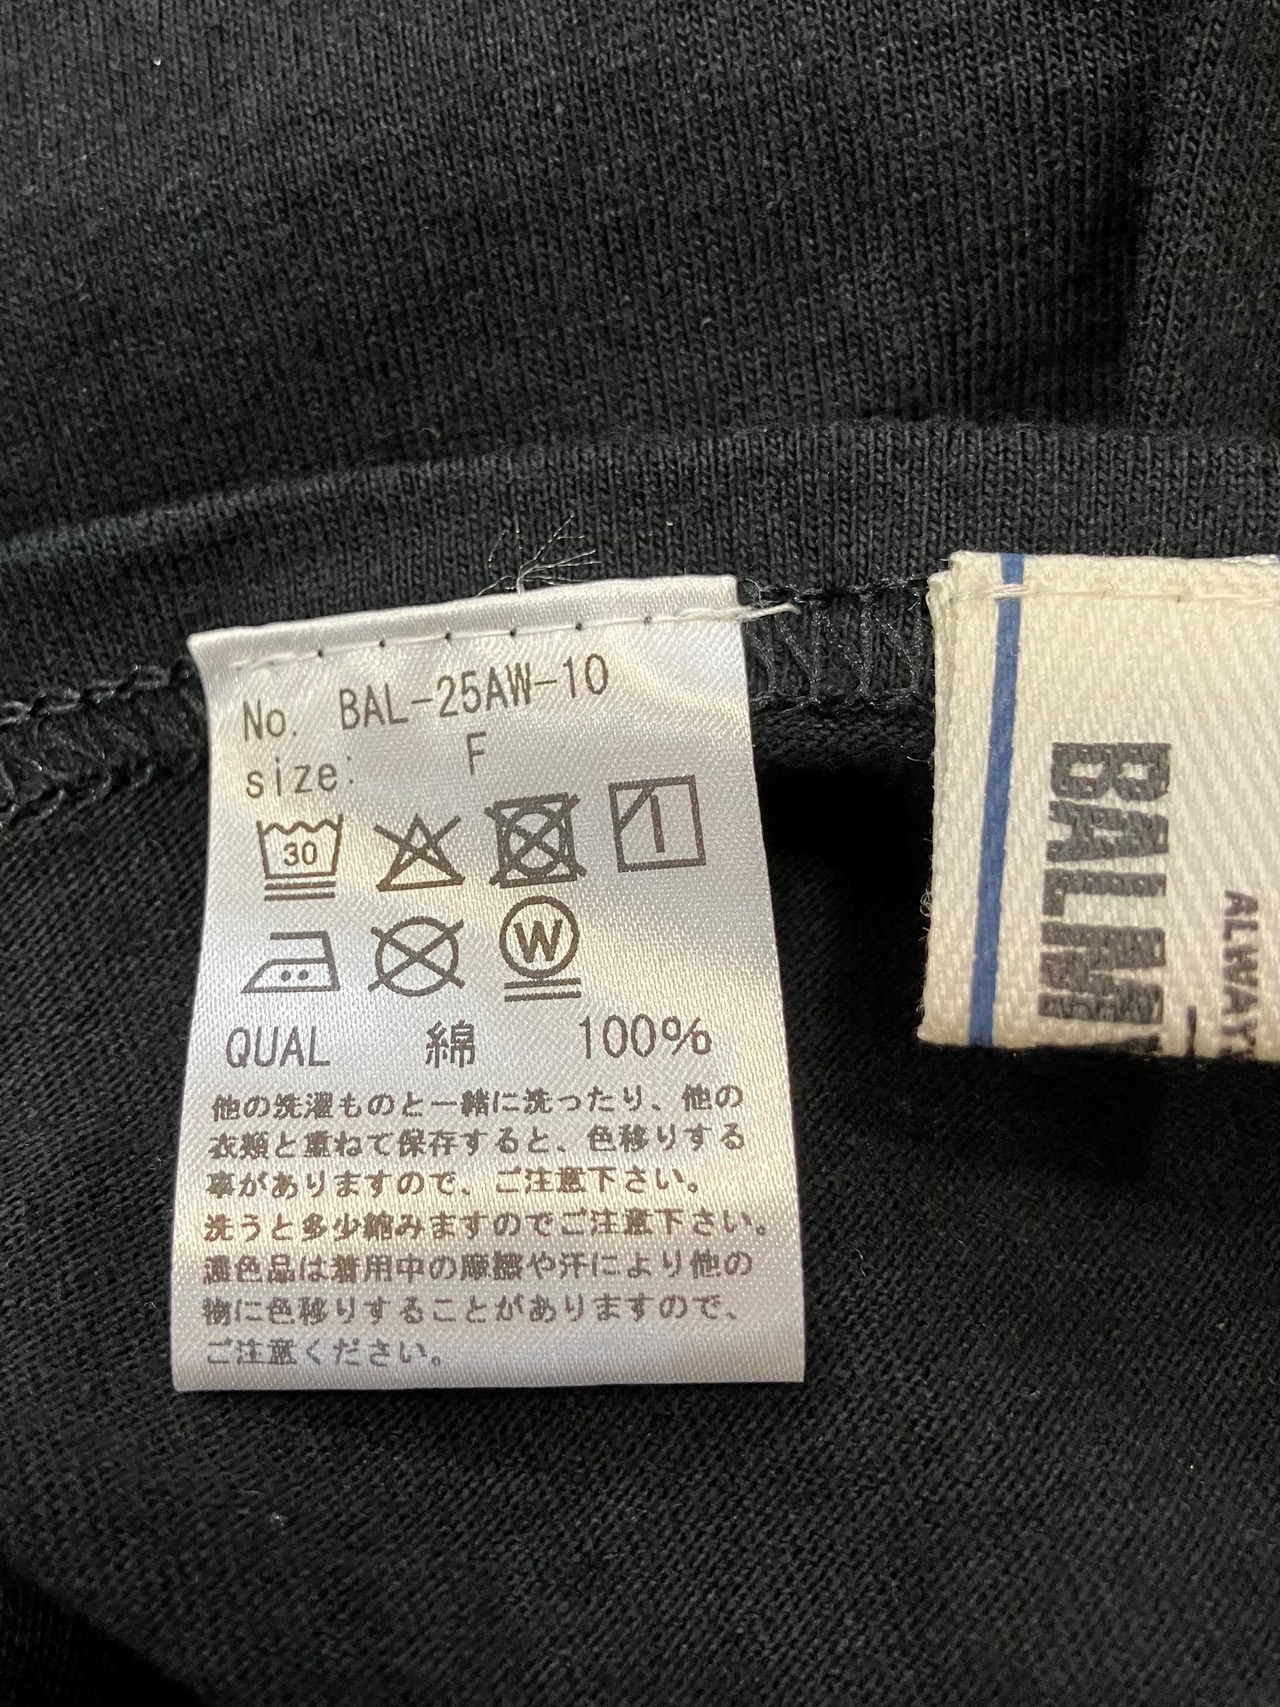 No. BAL-25AW-10
size: F
30
W
QUAL 綿 100%
他の洗濯ものと一緒に洗ったり、他の
衣類と重ねて保存すると、色移りする
事がありますので、ご注意下さい。
洗うと多少縮みますのでご注意下さい。
濃色品は着用中の摩擦や汗により他の
物に色移りすることがありますので、
ご注意ください。
BALM
ALWAY